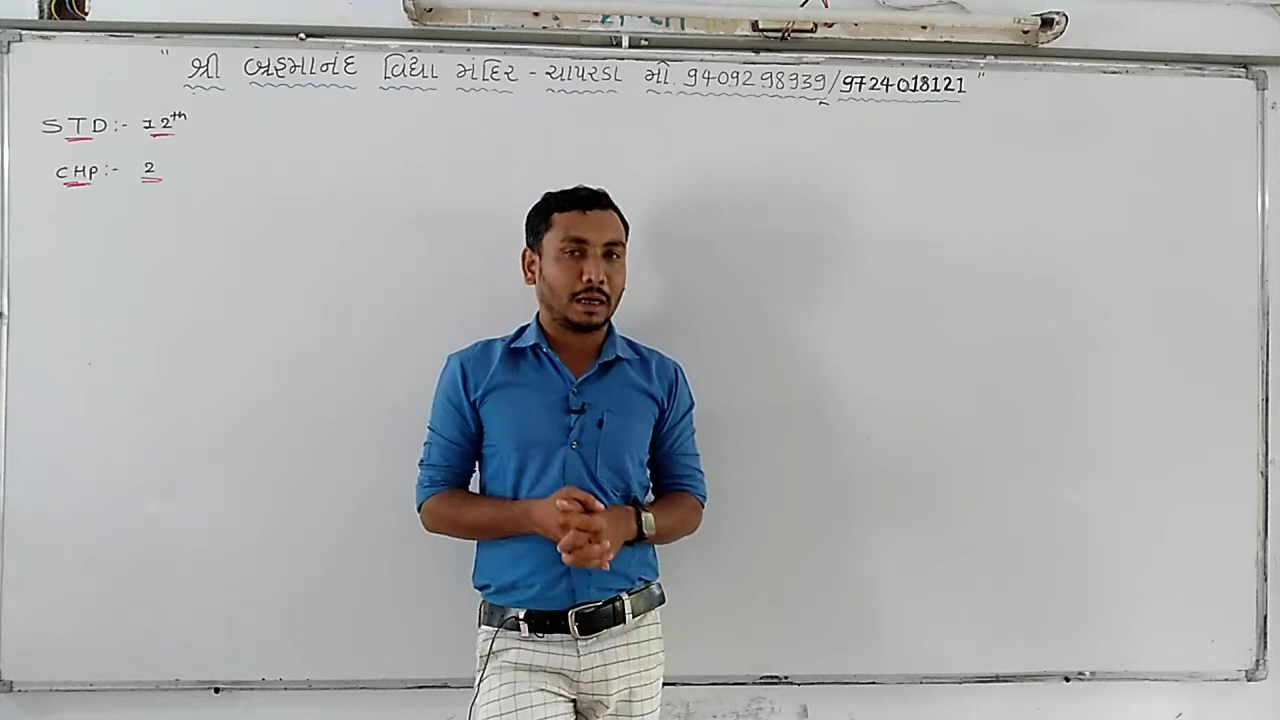 " શ્રી બ્રહ્માનંદ વિદ્યા મંદિર - ચાપરડા મો. 9409298939/9724018121 "
STD:- 12th
CHP:- 2